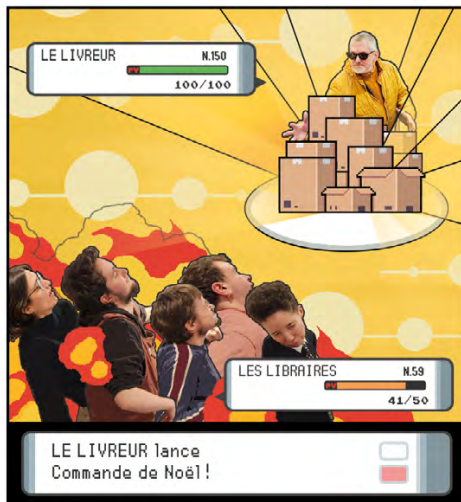 LE LIVREUR N.150
PV
100/100
LES LIBRAIRES N.59
PV
41/50
LE LIVREUR lance
Commande de Noël!